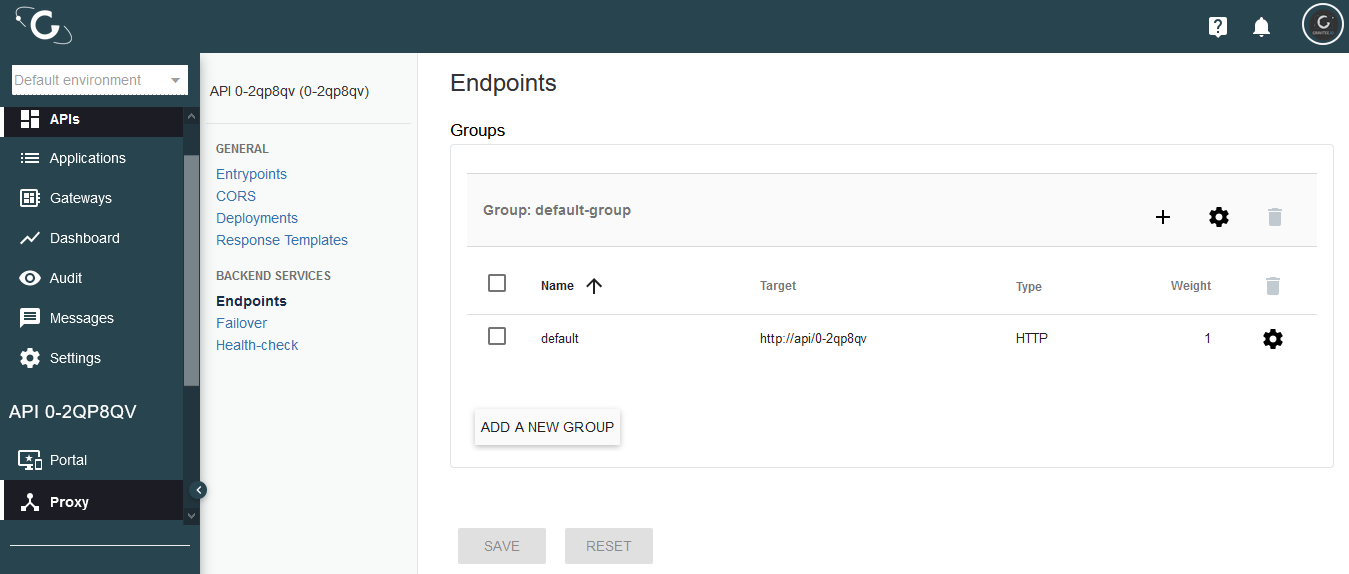 Default environment
APIs
Applications
Gateways
Dashboard
Audit
Messages
Settings
API 0-2QP8QV
Portal
Proxy
API 0-2qp8qv (0-2qp8qv)
GENERAL
Entrypoints
CORS
Deployments
Response Templates
BACKEND SERVICES
Endpoints
Failover
Health-check
Endpoints
Groups
Group: default-group
Name Target Type Weight
default http://api/0-2qp8qv HTTP 1
ADD A NEW GROUP
SAVE RESET